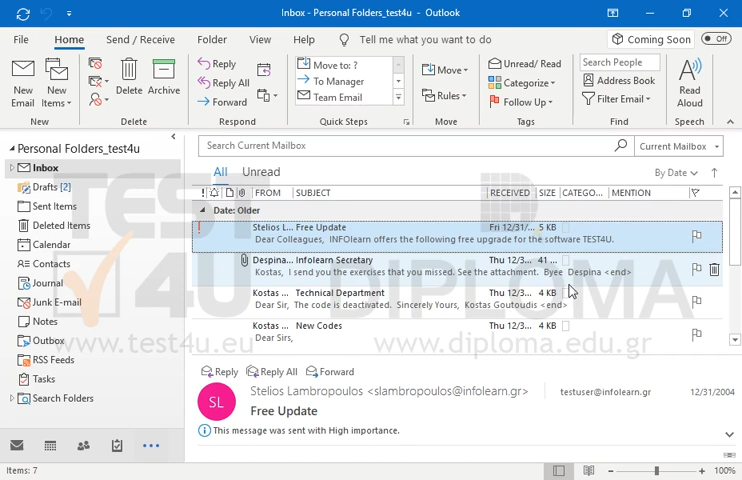 Inbox - Personal Folders_test4u - Outlook
File Home Send / Receive Folder View Help Tell me what you want to do Coming Soon Off
New Email
New Items
Delete
Archive
Reply
Reply All
Forward
Move to: ?
To Manager
Team Email
Move
Rules
Unread/ Read
Categorize
Follow Up
Search People
Address Book
Filter Email
Read Aloud
New Delete Respond Quick Steps Move Tags Find Speech
Personal Folders_test4u
Inbox
Drafts [2]
Sent Items
Deleted Items
Calendar
Contacts
Journal
Junk E-mail
Notes
Outbox
RSS Feeds
Tasks
Search Folders
Search Current Mailbox Current Mailbox
All Unread By Date
FROM SUBJECT RECEIVED SIZE CATEGO... MENTION
Date: Older
Stelios L... Free Update Fri 12/31/... 5 KB
Dear Colleagues, INFOlearn offers the following free upgrade for the software TEST4U.
Despina... Infolearn Secretary Thu 12/3... 41 ...
Kostas, I send you the exercises that you missed. See the attachment. Byee Despina <end>
Kostas ... Technical Department Thu 12/3... 4 KB
Dear Sir, The code is deactivated. Sincerely Yours, Kostas Goutoudis <end>
Kostas ... New Codes Thu 12/3... 4 KB
Dear Sirs,
Reply Reply All Forward
SL
Stelios Lambropoulos <slambropoulos@infolearn.gr> testuser@infolearn.gr 12/31/2004
Free Update
This message was sent with High importance.
Items: 7 100%
TEST 4U
DIPLOMA
www.test4u.eu www.diploma.edu.gr